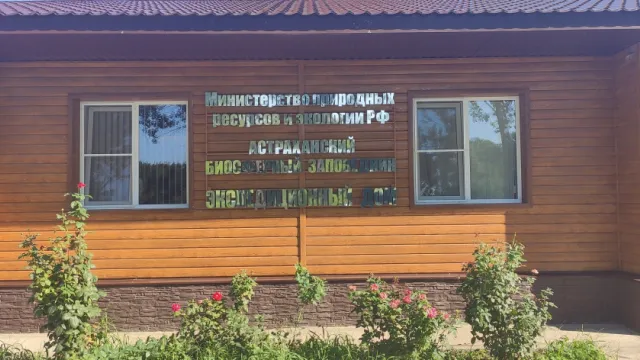 Министерство природных
ресурсов и экологии РФ
АСТРАХАНСКИЙ
БИОСФЕРНЫЙ ЗАПОВЕДНИК
ЭКСПЕДИЦИОННЫЙ ДОМ